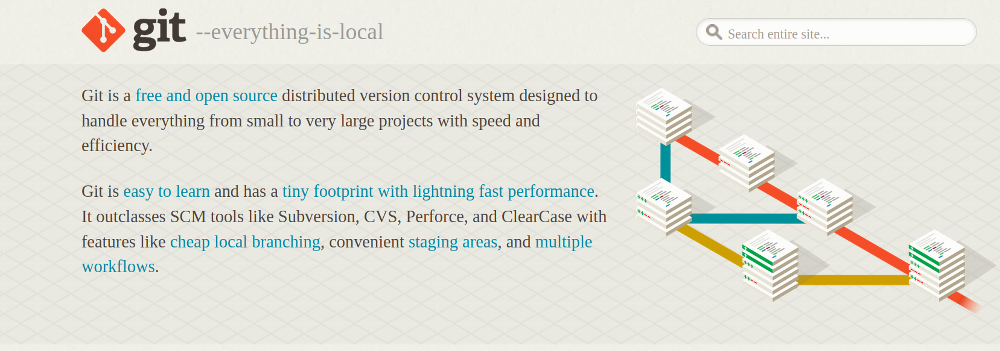 git --everything-is-local
Search entire site...
Git is a free and open source distributed version control system designed to
handle everything from small to very large projects with speed and
efficiency.
Git is easy to learn and has a tiny footprint with lightning fast performance.
It outclasses SCM tools like Subversion, CVS, Perforce, and ClearCase with
features like cheap local branching, convenient staging areas, and multiple
workflows.